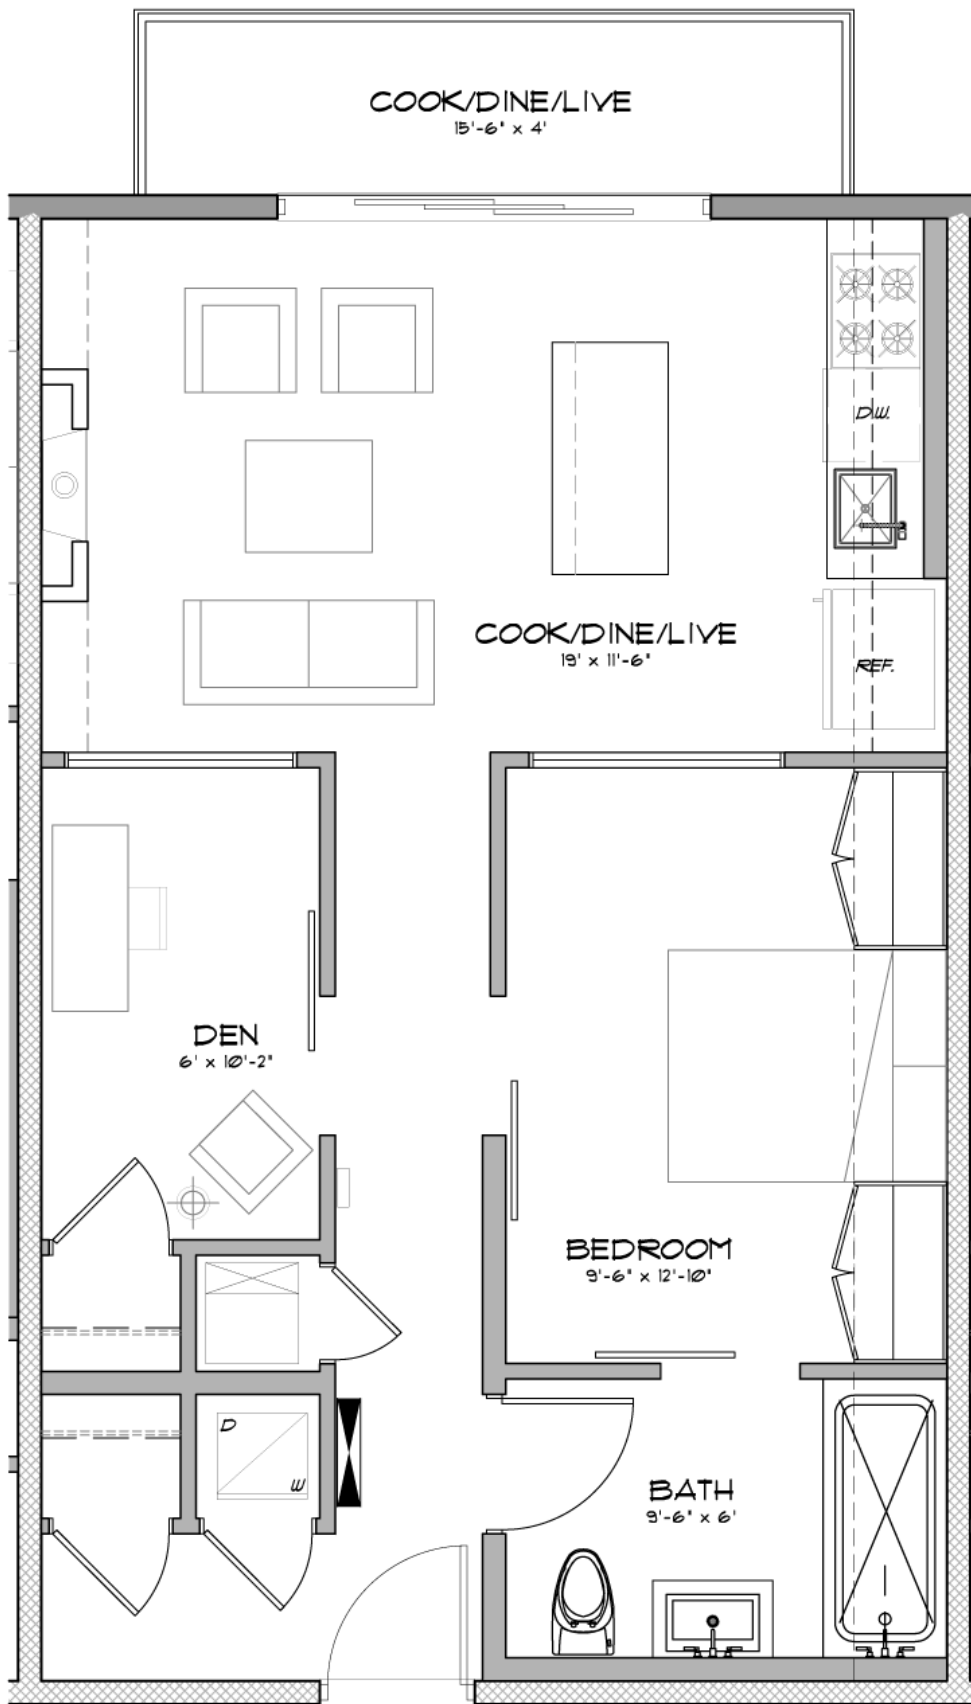 COOK/DINE/LIVE
15'-6" x 4'
D.W.
COOK/DINE/LIVE
19' x 11'-6"
REF.
DEN
6' x 10'-2"
BEDROOM
9'-6" x 12'-10"
D
W
BATH
9'-6" x 6'